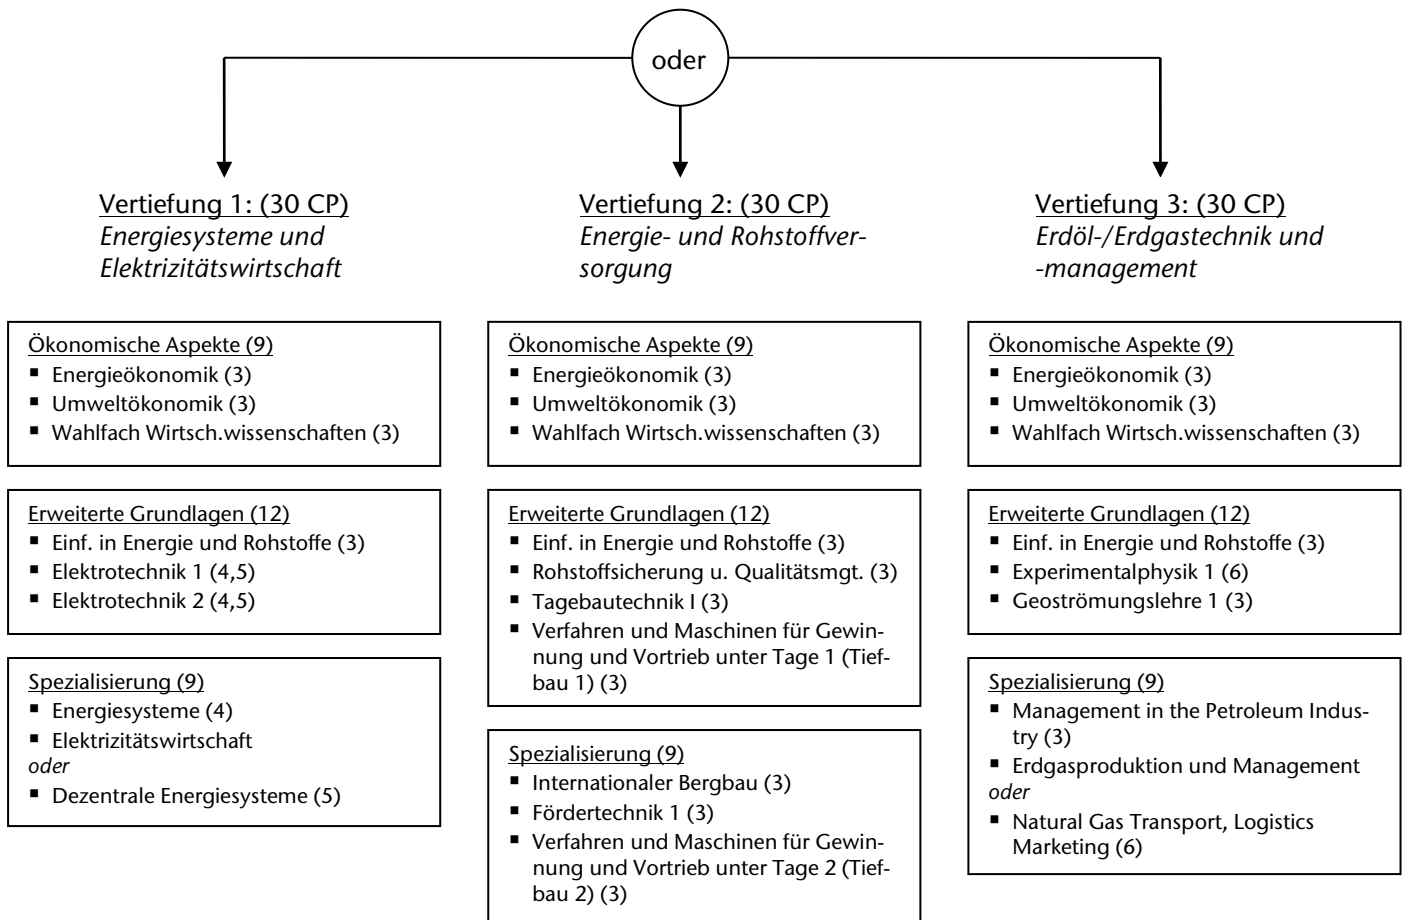 oder
Vertiefung 1: (30 CP)
Energiesysteme und
Elektrizitätswirtschaft
Ökonomische Aspekte (9)
▪ Energieökonomik (3)
▪ Umweltökonomik (3)
▪ Wahlfach Wirtsch.wissenschaften (3)
Erweiterte Grundlagen (12)
▪ Einf. in Energie und Rohstoffe (3)
▪ Elektrotechnik 1 (4,5)
▪ Elektrotechnik 2 (4,5)
Spezialisierung (9)
▪ Energiesysteme (4)
▪ Elektrizitätswirtschaft
oder
▪ Dezentrale Energiesysteme (5)
Vertiefung 2: (30 CP)
Energie- und Rohstoffver-
sorgung
Ökonomische Aspekte (9)
▪ Energieökonomik (3)
▪ Umweltökonomik (3)
▪ Wahlfach Wirtsch.wissenschaften (3)
Erweiterte Grundlagen (12)
▪ Einf. in Energie und Rohstoffe (3)
▪ Rohstoffsicherung u. Qualitätsmgt. (3)
▪ Tagebautechnik I (3)
▪ Verfahren und Maschinen für Gewin-
nung und Vortrieb unter Tage 1 (Tief-
bau 1) (3)
Spezialisierung (9)
▪ Internationaler Bergbau (3)
▪ Fördertechnik 1 (3)
▪ Verfahren und Maschinen für Gewin-
nung und Vortrieb unter Tage 2 (Tief-
bau 2) (3)
Vertiefung 3: (30 CP)
Erdöl-/Erdgastechnik und
-management
Ökonomische Aspekte (9)
▪ Energieökonomik (3)
▪ Umweltökonomik (3)
▪ Wahlfach Wirtsch.wissenschaften (3)
Erweiterte Grundlagen (12)
▪ Einf. in Energie und Rohstoffe (3)
▪ Experimentalphysik 1 (6)
▪ Geoströmungslehre 1 (3)
Spezialisierung (9)
▪ Management in the Petroleum Indus-
try (3)
▪ Erdgasproduktion und Management
oder
▪ Natural Gas Transport, Logistics
Marketing (6)